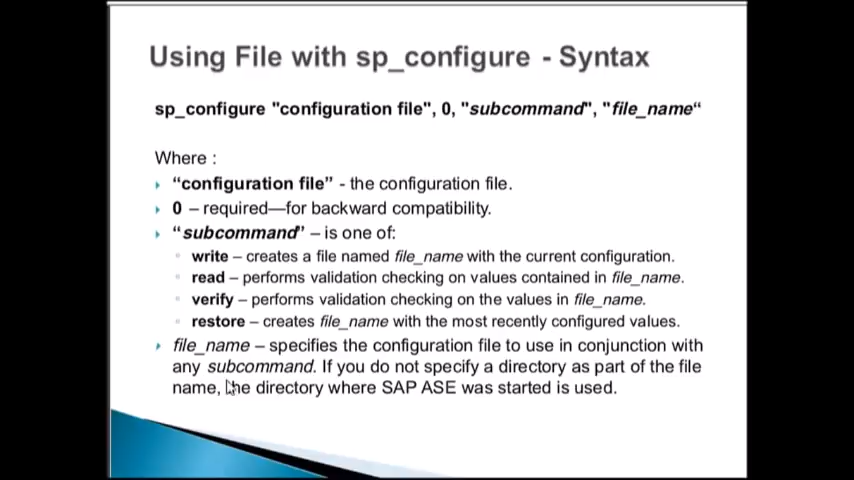 Using File with sp_configure - Syntax
sp_configure "configuration file", 0, "subcommand", "file_name“
Where :
“configuration file” - the configuration file.
0 – required—for backward compatibility.
“subcommand” – is one of:
write – creates a file named file_name with the current configuration.
read – performs validation checking on values contained in file_name.
verify – performs validation checking on the values in file_name.
restore – creates file_name with the most recently configured values.
file_name – specifies the configuration file to use in conjunction with
any subcommand. If you do not specify a directory as part of the file
name, the directory where SAP ASE was started is used.